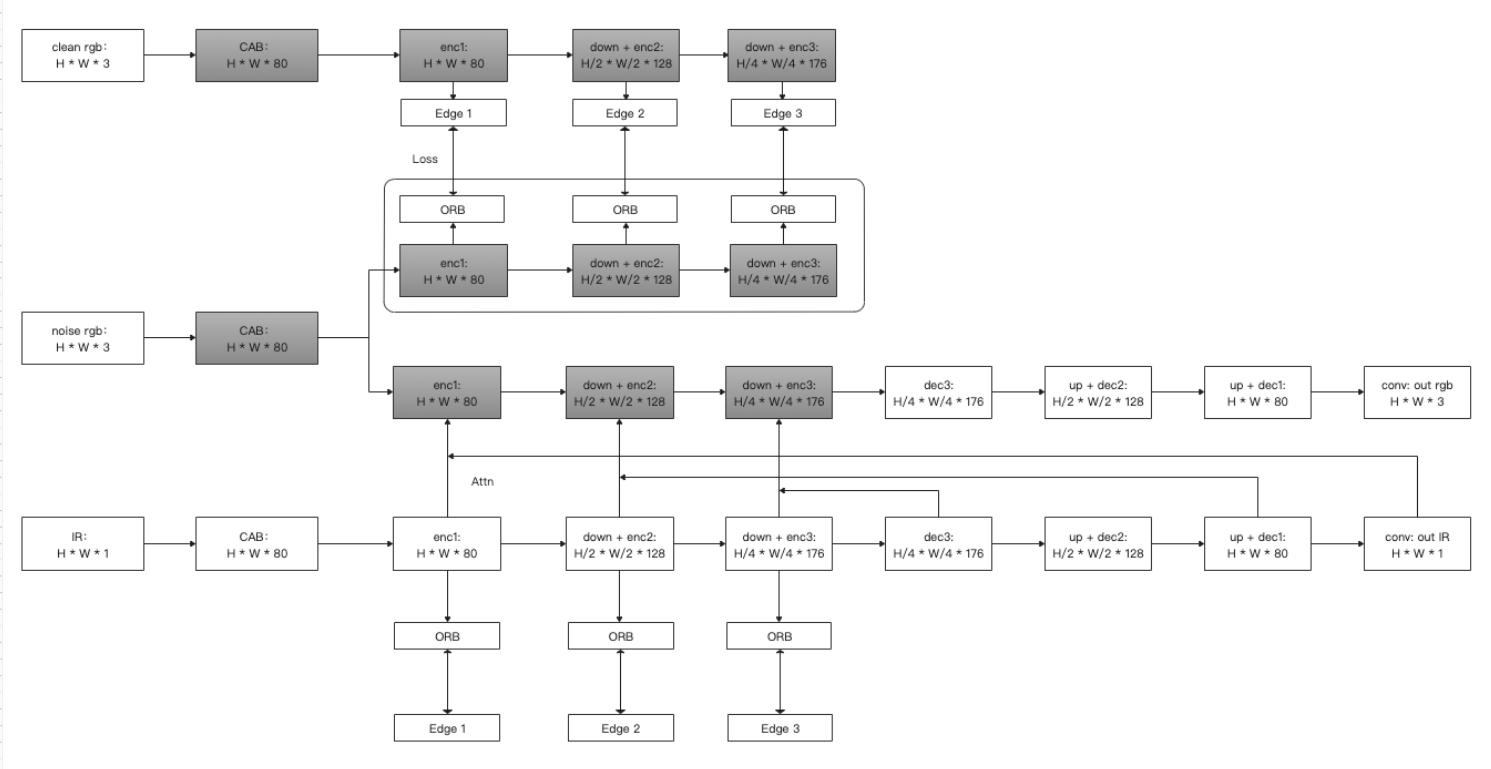 clean rgb:
H * W * 3
CAB:
H * W * 80
enc1:
H * W * 80
down + enc2:
H/2 * W/2 * 128
down + enc3:
H/4 * W/4 * 176
Edge 1
Edge 2
Edge 3
Loss
ORB
ORB
ORB
enc1:
H * W * 80
down + enc2:
H/2 * W/2 * 128
down + enc3:
H/4 * W/4 * 176
noise rgb:
H * W * 3
CAB:
H * W * 80
enc1:
H * W * 80
down + enc2:
H/2 * W/2 * 128
down + enc3:
H/4 * W/4 * 176
dec3:
H/4 * W/4 * 176
up + dec2:
H/2 * W/2 * 128
up + dec1:
H * W * 80
conv: out rgb
H * W * 3
Attn
IR:
H * W * 1
CAB:
H * W * 80
enc1:
H * W * 80
down + enc2:
H/2 * W/2 * 128
down + enc3:
H/4 * W/4 * 176
dec3:
H/4 * W/4 * 176
up + dec2:
H/2 * W/2 * 128
up + dec1:
H * W * 80
conv: out IR
H * W * 1
ORB
ORB
ORB
Edge 1
Edge 2
Edge 3